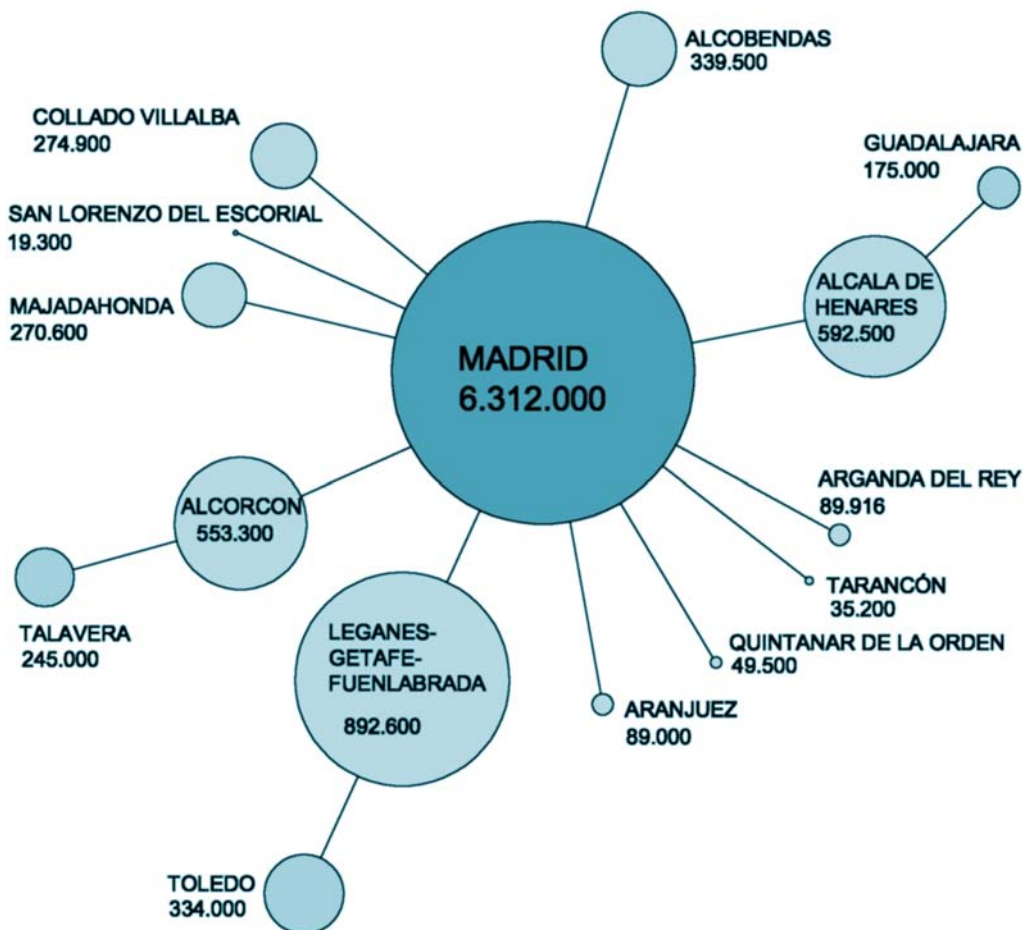 ALCOBENDAS
339.500
COLLADO VILLALBA
274.900
GUADALAJARA
175.000
SAN LORENZO DEL ESCORIAL
19.300
ALCALA DE
HENARES
592.500
MAJADAHONDA
270.600
MADRID
6.312.000
ARGANDA DEL REY
89.916
ALCORCON
553.300
TARANCÓN
35.200
TALAVERA
245.000
LEGANES-
GETAFE-
FUENLABRADA
892.600
QUINTANAR DE LA ORDEN
49.500
ARANJUEZ
89.000
TOLEDO
334.000